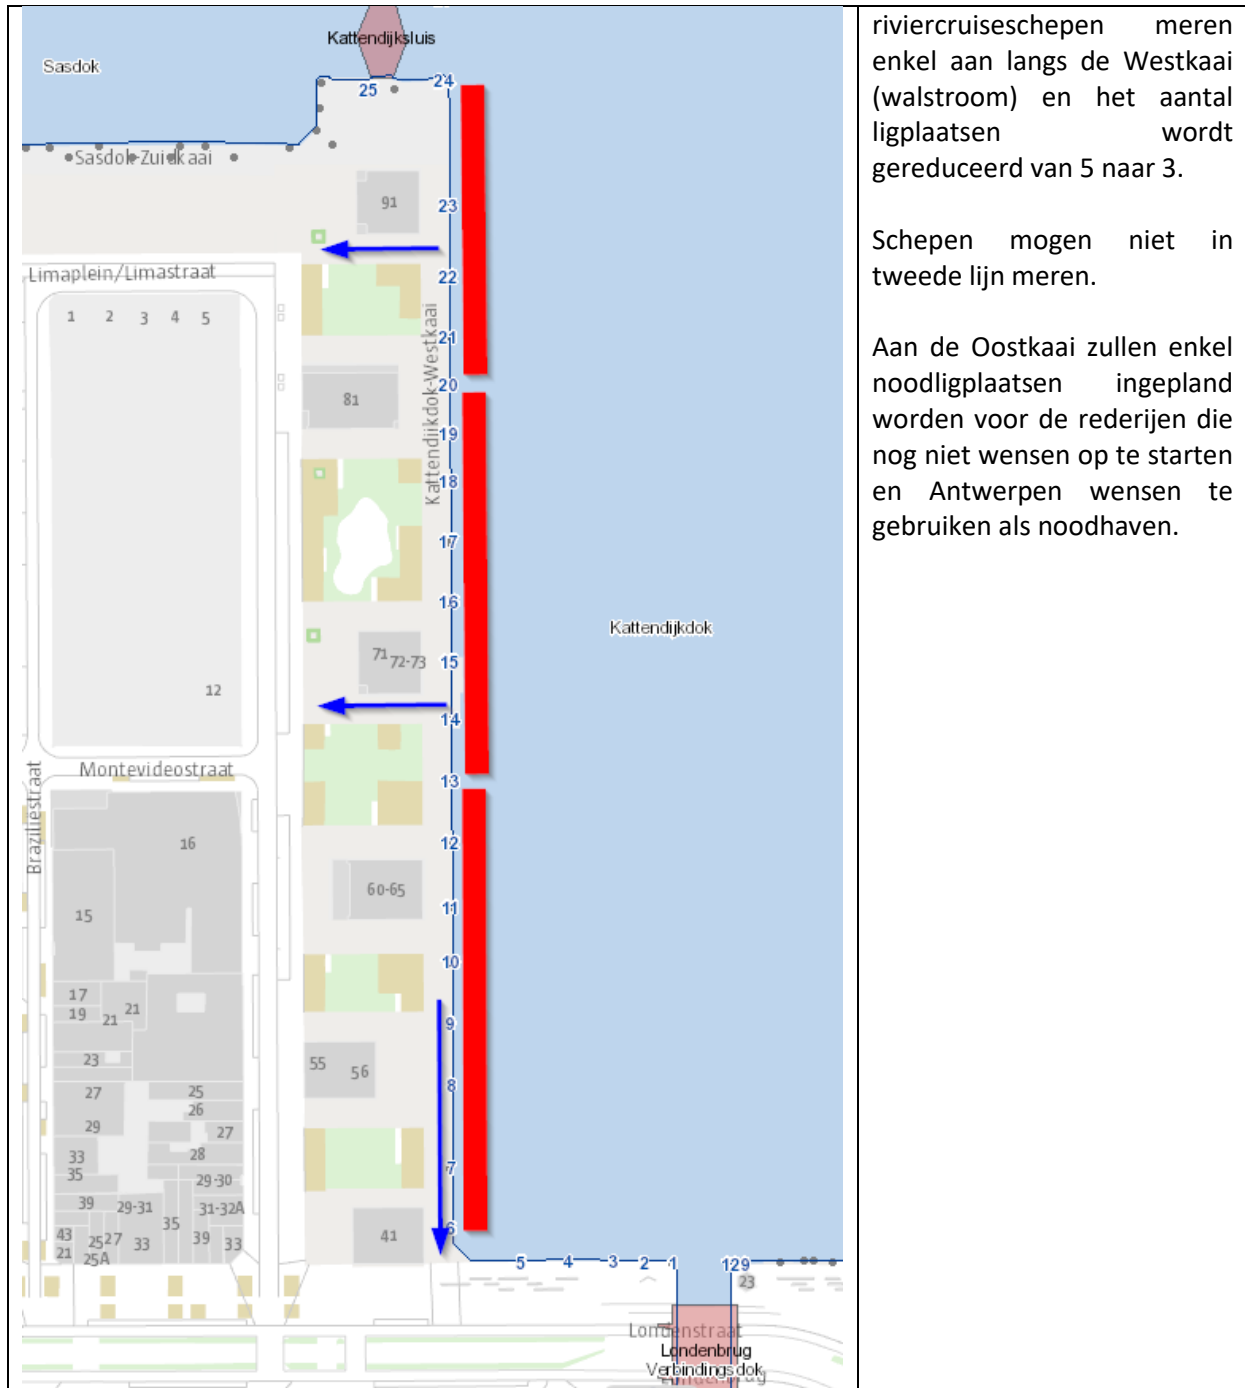 Kattendijksluis
Sasdok
25
24
Sasdok-Zuidkaai
91
23
Limaplein/Limastraat
22
1 2 3 4 5
21
Kattendijkdok-Westkaai
20
81
19
18
17
16
Kattendijkdok
71 72-73
15
12
14
Montevideostraat
13
Braziliëstraat
16
12
60-65
15
11
10
17
21
19
21
9
23
55
56
8
27
25
26
29
27
33
28
7
35
29-30
39
29-31
31-32A
35
41
6
43
25
27
33
39
33
21
25A
5 4 3 2 1
129
23
Londenstraat
Londenbrug
Verbindingsdok
riviercruiseschepen meren
enkel aan langs de Westkaai
(walstroom) en het aantal
ligplaatsen wordt
gereduceerd van 5 naar 3.
Schepen mogen niet in
tweede lijn meren.
Aan de Oostkaai zullen enkel
noodligplaatsen ingepland
worden voor de rederijen die
nog niet wensen op te starten
en Antwerpen wensen te
gebruiken als noodhaven.